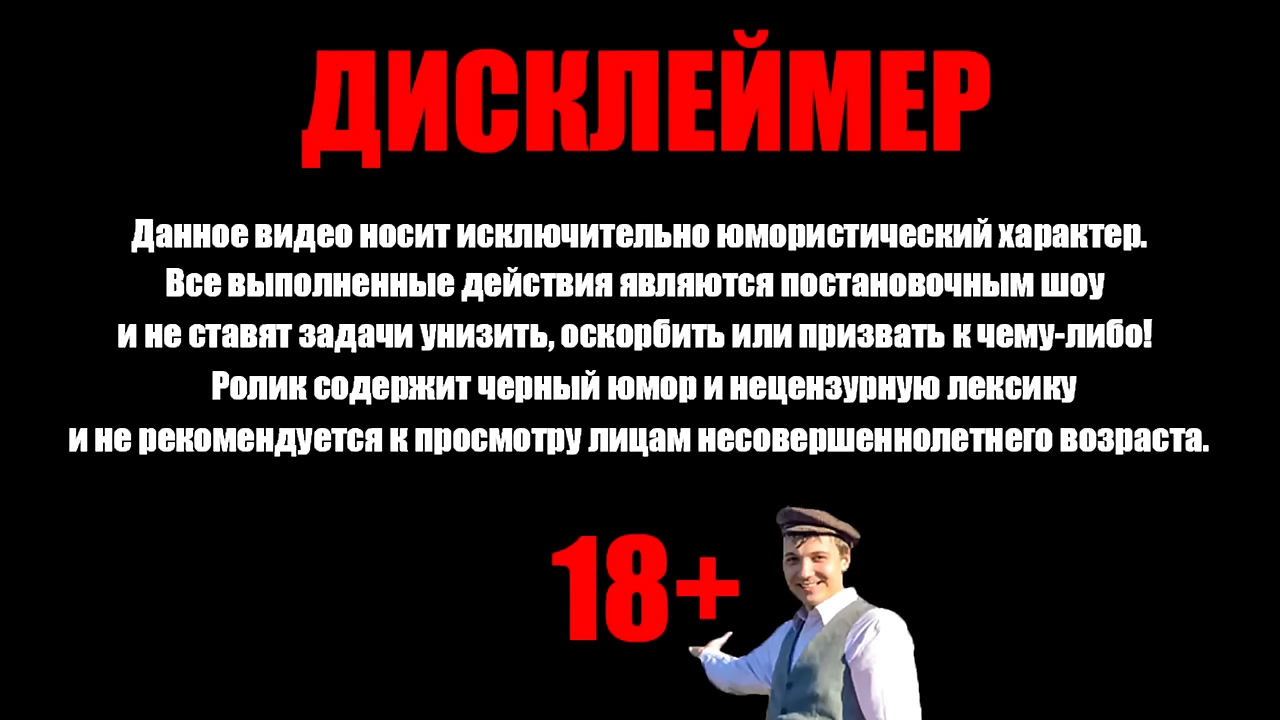 ДИСКЛЕЙМЕР
Данное видео носит исключительно юмористический характер.
Все выполненные действия являются постановочным шоу
и не ставят задачи унизить, оскорбить или призвать к чему-либо!
Ролик содержит черный юмор и нецензурную лексику
и не рекомендуется к просмотру лицам несовершеннолетнего возраста.
18+